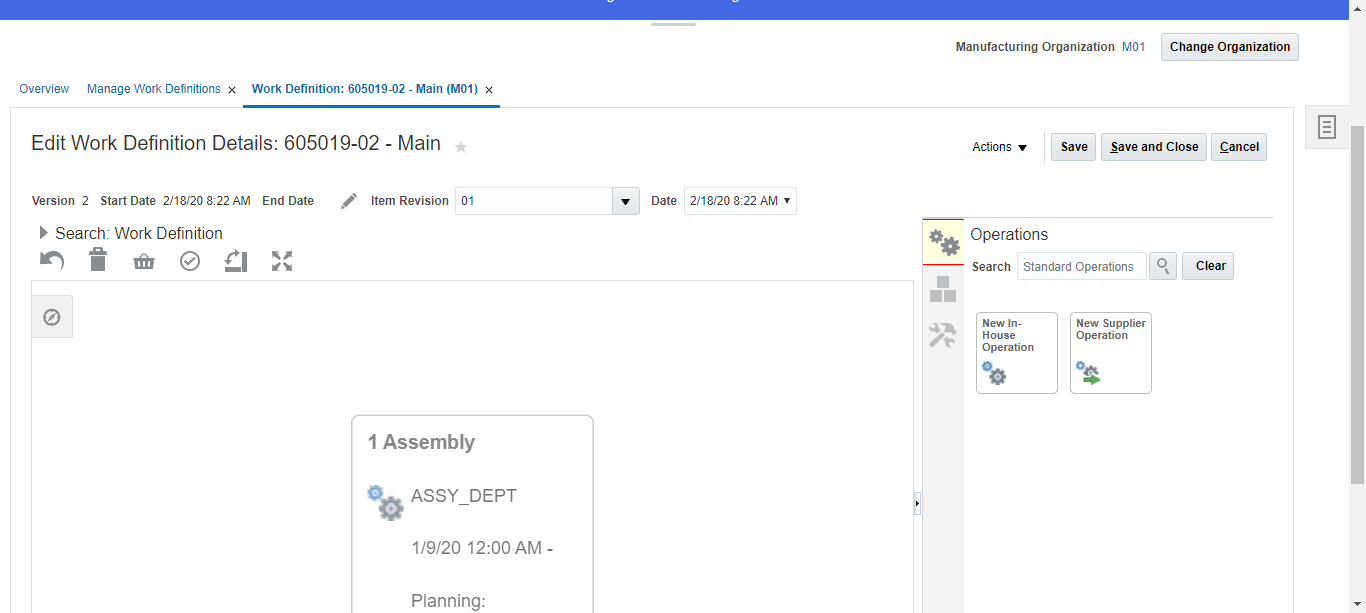 Manufacturing Organization M01 Change Organization
Overview Manage Work Definitions × Work Definition: 605019-02 - Main (M01) ×
Edit Work Definition Details: 605019-02 - Main
Actions Save Save and Close Cancel
Version 2 Start Date 2/18/20 8:22 AM End Date Item Revision 01 Date 2/18/20 8:22 AM
Search: Work Definition
Operations
Search Standard Operations Clear
New In-
House
Operation
New Supplier
Operation
1 Assembly
ASSY_DEPT
1/9/20 12:00 AM -
Planning: